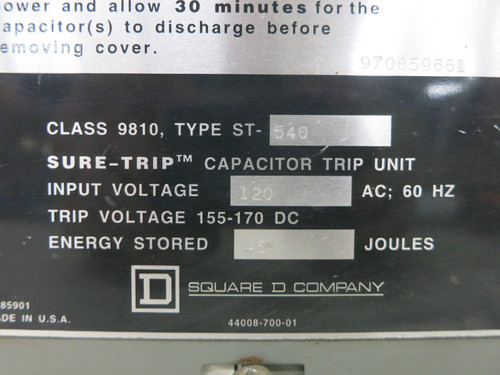 ower and allow 30 minutes for the
apacitor(s) to discharge before
emoving cover.
970859661
CLASS 9810, TYPE ST- 540
SURE-TRIP™ CAPACITOR TRIP UNIT
INPUT VOLTAGE 120 AC; 60 HZ
TRIP VOLTAGE 155-170 DC
ENERGY STORED 45 JOULES
D SQUARE D COMPANY
85901
DE IN U.S.A.
44008-700-01